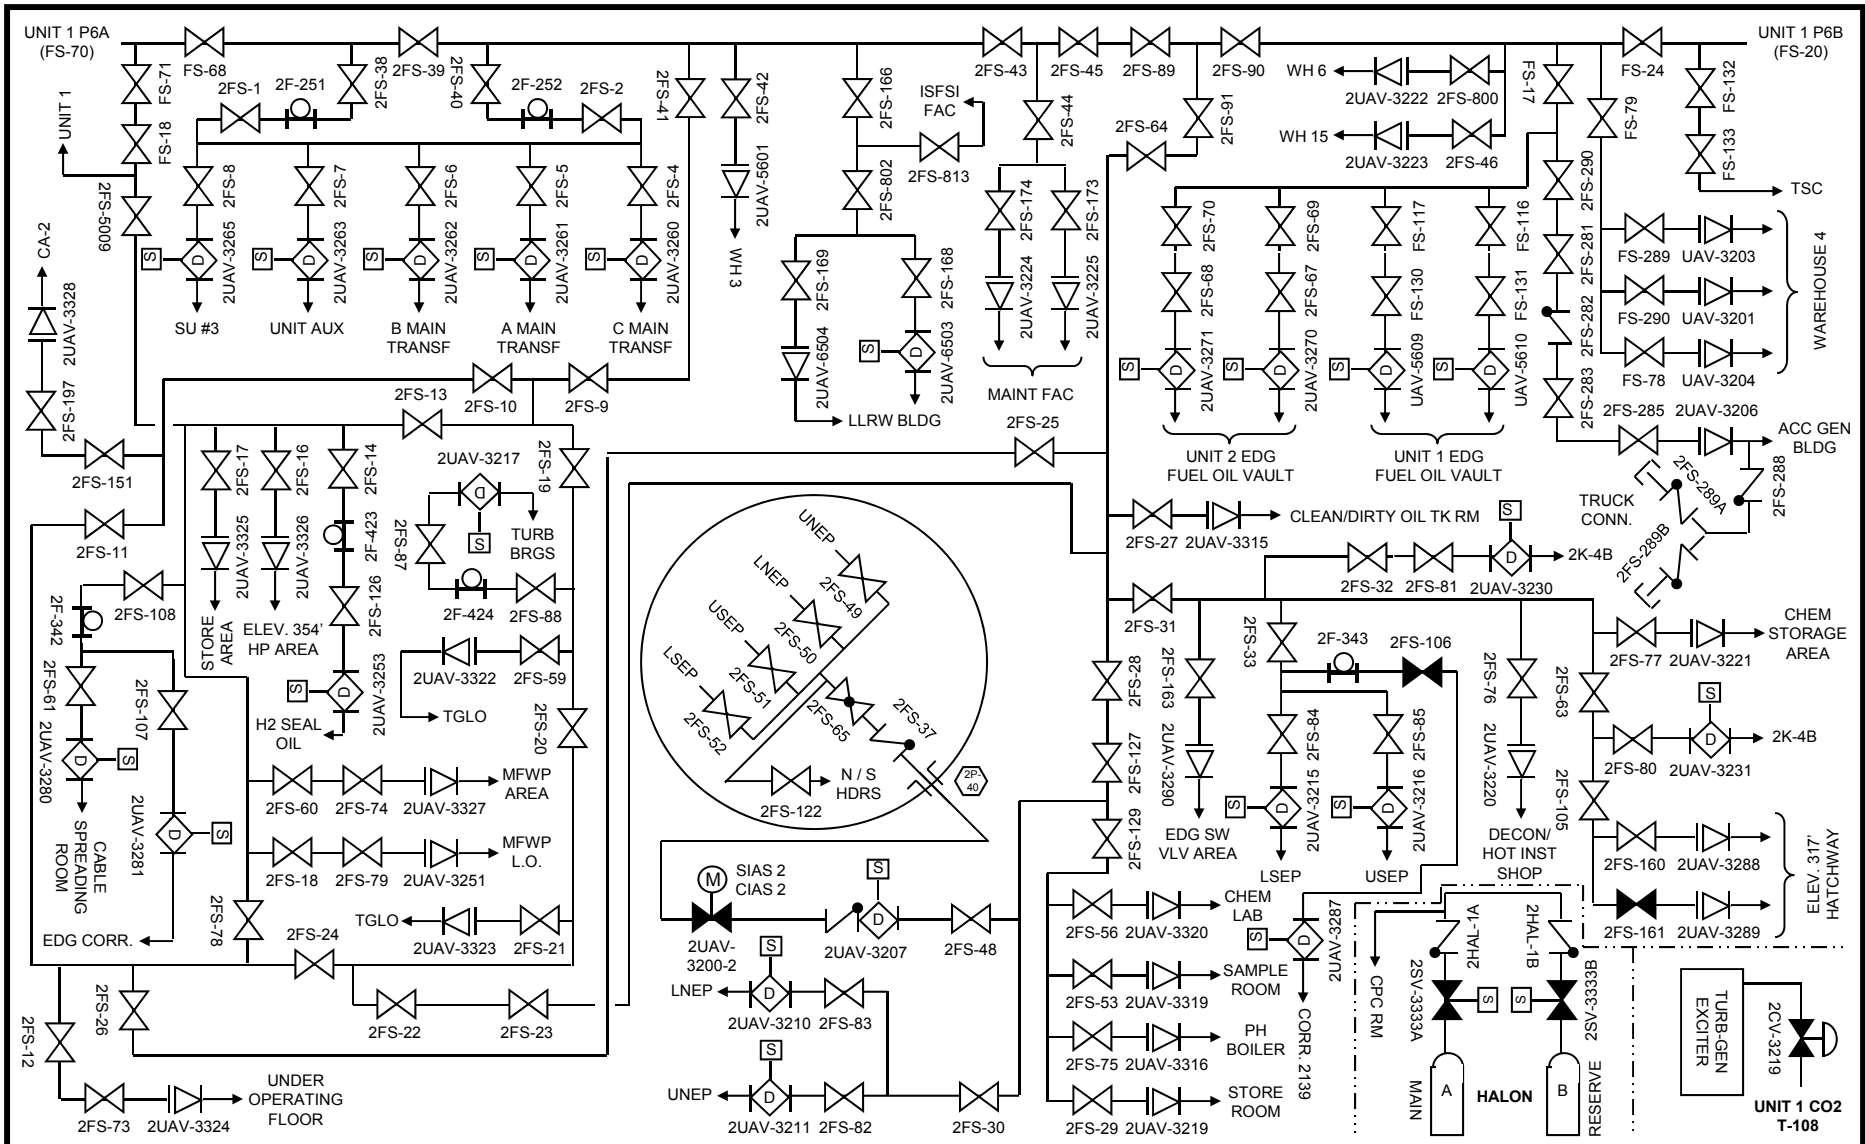 UNIT 1 P6A
(FS-70)
FS-68
2FS-39
2FS-43
2FS-45
2FS-89
2FS-90
FS-24
UNIT 1 P6B
(FS-20)
FS-71
FS-18
UNIT 1
2FS-5009
2FS-1
2F-251
2FS-38
2FS-40
2F-252
2FS-2
2FS-41
2FS-42
2UAV-5601
WH 3
2FS-166
ISFSI
FAC
2FS-813
2FS-802
2FS-44
2FS-64
2FS-91
WH 6
2UAV-3222
2FS-800
WH 15
2UAV-3223
2FS-46
FS-17
FS-79
FS-132
FS-133
TSC
2FS-8
2FS-7
2FS-6
2FS-5
2FS-4
S
D
2UAV-3265
S
D
2UAV-3263
S
D
2UAV-3262
S
D
2UAV-3261
S
D
2UAV-3260
SU #3
UNIT AUX
B MAIN
TRANSF
A MAIN
TRANSF
C MAIN
TRANSF
CA-2
2UAV-3328
2FS-197
2FS-151
2FS-11
2FS-169
2UAV-6504
2FS-168
S
D
2UAV-6503
LLRW BLDG
2FS-174
2UAV-3224
2FS-173
2UAV-3225
MAINT FAC
2FS-70
2FS-68
2FS-69
2FS-67
FS-117
FS-130
FS-116
FS-131
S
D
2UAV-3271
S
D
2UAV-3270
S
D
UAV-5609
S
D
UAV-5610
UNIT 2 EDG
FUEL OIL VAULT
UNIT 1 EDG
FUEL OIL VAULT
2FS-290
2FS-281
2FS-282
2FS-283
FS-289
UAV-3203
FS-290
UAV-3201
FS-78
UAV-3204
WAREHOUSE 4
2FS-285
2UAV-3206
ACC GEN
BLDG
2FS-288
2FS-289A
2FS-289B
TRUCK
CONN.
2FS-13
2FS-10
2FS-9
2FS-25
2FS-17
2UAV-3325
STORE
AREA
2FS-16
2UAV-3326
ELEV. 354'
HP AREA
2FS-14
2F-423
2FS-126
S
D
2UAV-3253
H2 SEAL
OIL
2UAV-3217
D
S
TURB
BRGS
2FS-87
2F-424
2FS-88
2FS-19
2UAV-3322
2FS-59
TGLO
2FS-20
2FS-108
2F-342
2FS-61
D
S
2UAV-3280
CABLE
SPREADING
ROOM
2FS-107
D
S
2UAV-3281
EDG CORR.
2FS-60
2FS-74
2UAV-3327
MFWP
AREA
2FS-18
2FS-79
2UAV-3251
MFWP
L.O.
2FS-78
TGLO
2UAV-3323
2FS-21
2FS-24
2FS-22
2FS-23
2FS-26
2FS-12
2FS-73
2UAV-3324
UNDER
OPERATING
FLOOR
UNEP
2FS-49
LNEP
2FS-50
USEP
2FS-51
LSEP
2FS-52
2FS-65
2FS-37
2FS-122
N / S
HDRS
2P-
40
M
SIAS 2
CIAS 2
2UAV-
3200-2
S
D
2UAV-3207
2FS-48
LNEP
S
D
2UAV-3210
2FS-83
UNEP
S
D
2UAV-3211
2FS-82
2FS-30
2FS-27
2UAV-3315
CLEAN/DIRTY OIL TK RM
2FS-32
2FS-81
S
D
2UAV-3230
2K-4B
2FS-31
2FS-28
2FS-127
2FS-129
2FS-163
2UAV-3290
EDG SW
VLV AREA
2FS-33
2F-343
2FS-106
2FS-84
S
D
2UAV-3215
LSEP
2FS-85
S
D
2UAV-3216
USEP
2FS-76
2UAV-3220
DECON/
HOT INST
SHOP
2FS-77
2UAV-3221
CHEM
STORAGE
AREA
2FS-63
2FS-80
S
D
2UAV-3231
2K-4B
2FS-105
2FS-160
2UAV-3288
2FS-161
2UAV-3289
ELEV. 317'
HATCHWAY
2FS-56
2UAV-3320
CHEM
LAB
2FS-53
2UAV-3319
SAMPLE
ROOM
2FS-75
2UAV-3316
PH
BOILER
2FS-29
2UAV-3219
STORE
ROOM
S
D
2UAV-3287
CORR. 2139
CPC RM
2HAL-1A
2HAL-1B
2SV-3333A
S
S
2SV-3333B
MAIN
A
HALON
B
RESERVE
TURB-GEN
EXCITER
2CV-3219
UNIT 1 CO2
T-108